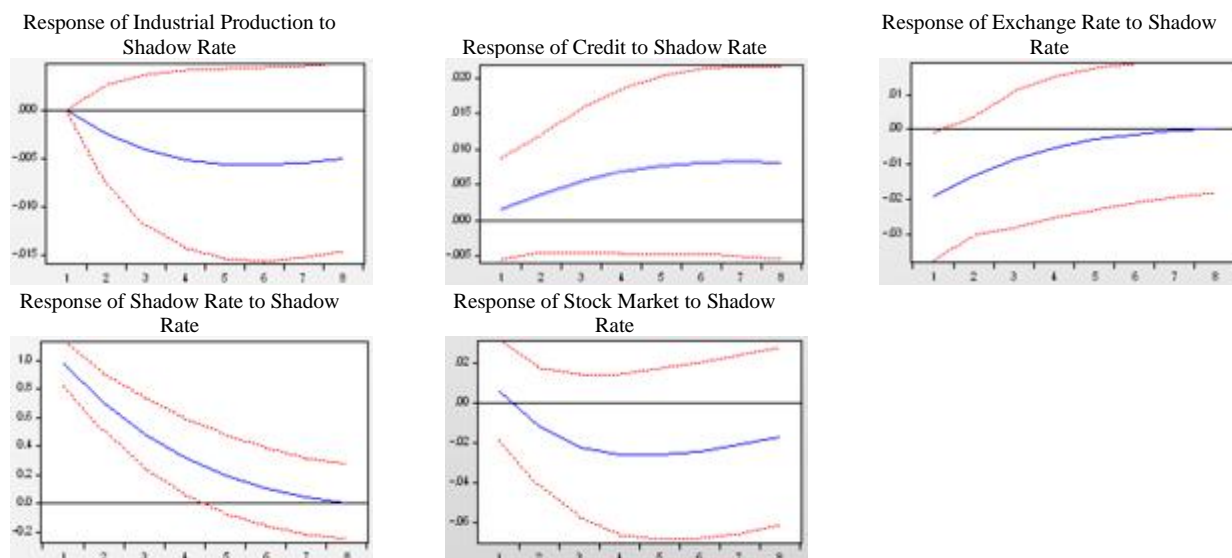 Response of Industrial Production to
Shadow Rate
Response of Credit to Shadow Rate
Response of Exchange Rate to Shadow
Rate
.000
-.005
-.010
-.015
1 2 3 4 5 6 7 8
.020
.015
.010
.005
.000
-.005
1 2 3 4 5 6 7 8
.01
.00
-.01
-.02
-.03
1 2 3 4 5 6 7 8
Response of Shadow Rate to Shadow
Rate
Response of Stock Market to Shadow
Rate
1.0
0.8
0.6
0.4
0.2
0.0
-0.2
1 2 3 4 5 6 7 8
.02
.00
-.02
-.04
-.06
1 2 3 4 5 6 7 8